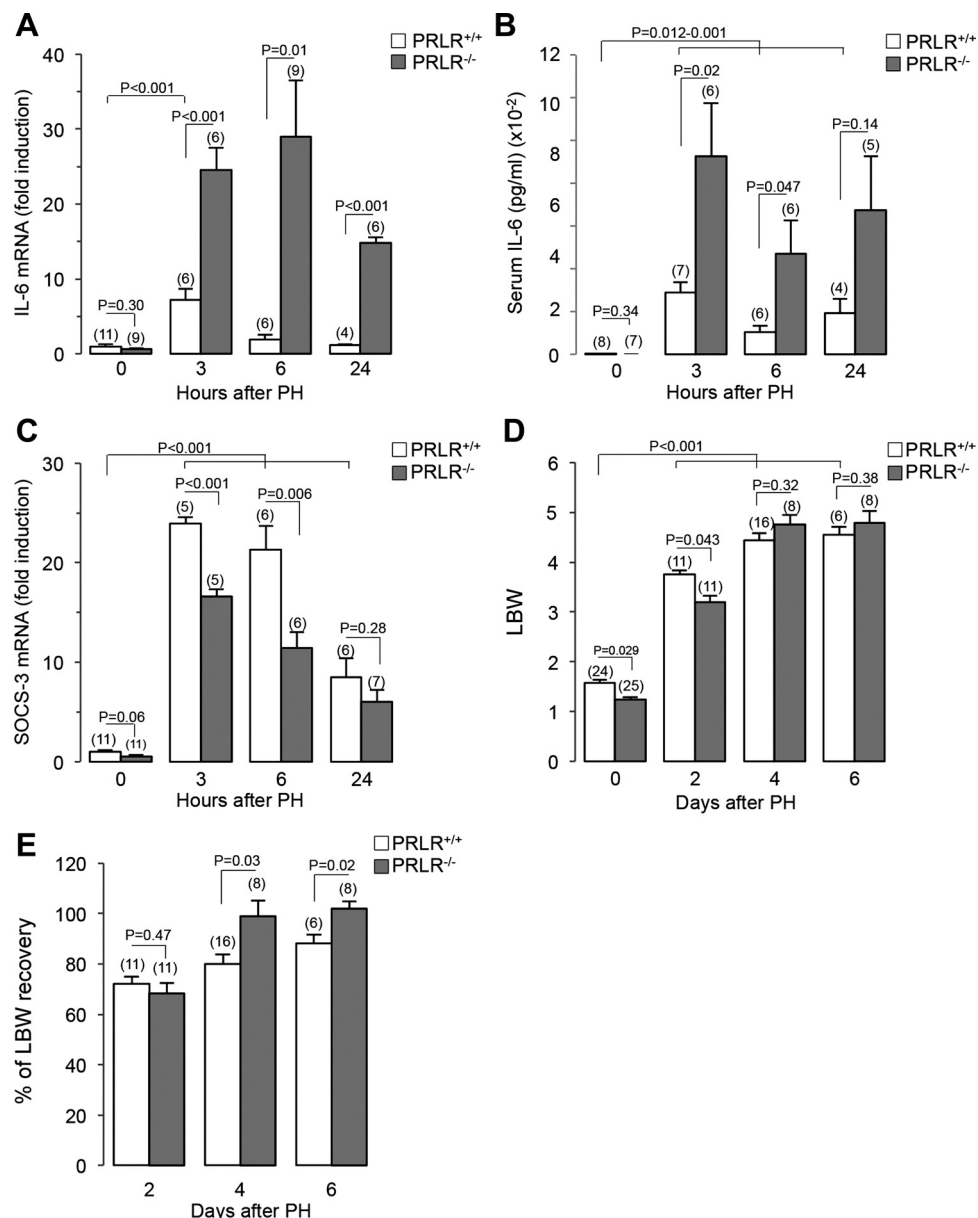 A
PRLR+/+
PRLR-/-
IL-6 mRNA (fold induction)
40
30
20
10
0
P<0.001
P<0.001
P=0.01
P<0.001
P=0.30
(11)
(9)
(6)
(6)
(6)
(9)
(4)
(6)
0
3
6
24
Hours after PH
B
PRLR+/+
PRLR-/-
Serum IL-6 (pg/ml) (x10-2)
12
10
8
6
4
2
0
P=0.012-0.001
P=0.02
P=0.14
P=0.047
P=0.34
(8)
(7)
(7)
(6)
(6)
(6)
(4)
(5)
0
3
6
24
Hours after PH
C
PRLR+/+
PRLR-/-
SOCS-3 mRNA (fold induction)
30
20
10
0
P<0.001
P<0.001
P=0.006
P=0.28
P=0.06
(11)
(11)
(5)
(5)
(6)
(6)
(6)
(7)
0
3
6
24
Hours after PH
D
PRLR+/+
PRLR-/-
LBW
6
5
4
3
2
1
0
P<0.001
P=0.32
P=0.38
P=0.043
P=0.029
(24)
(25)
(11)
(11)
(16)
(8)
(6)
(8)
0
2
4
6
Days after PH
E
PRLR+/+
PRLR-/-
% of LBW recovery
120
100
80
60
40
20
0
P=0.03
P=0.02
P=0.47
(11)
(11)
(16)
(8)
(6)
(8)
2
4
6
Days after PH